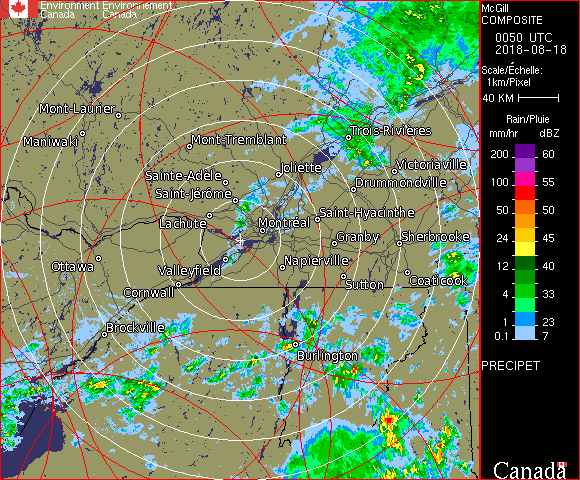 Environment Environnement
Canada Canada
McGill
COMPOSITE
0050 UTC
2018-08-18
Scale/Échelle:
1km/Pixel
40 KM
Rain/Pluie
mm/hr dBZ
200 60
100 55
75 53
50 50
24 45
12 40
4 33
1 23
0.1 7
PRECIPET
Canada
Mont-Laurier
Maniwaki
Mont-Tremblant
Trois-Rivières
Joliette
Victoriaville
Sainte-Adèle
Drummondville
Saint-Jérôme
Saint-Hyacinthe
Lachute
Montréal
Granby
Sherbrooke
Ottawa
Valleyfield
Napierville
Cornwall
Sutton
Coaticook
Brockville
Burlington